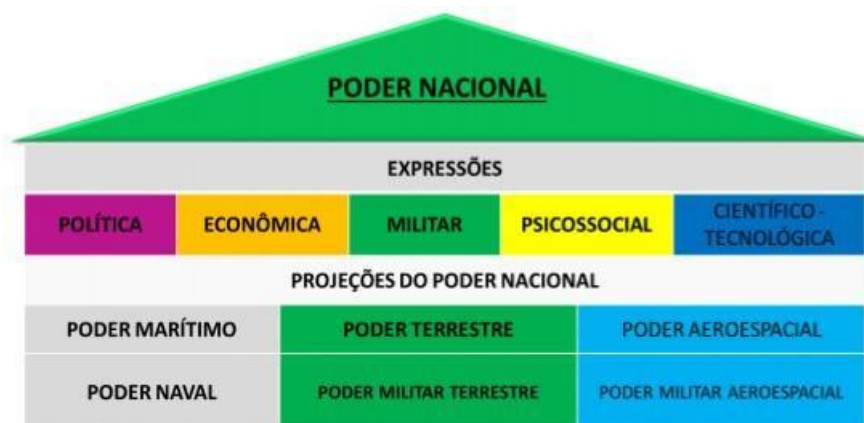 PODER NACIONAL
EXPRESSÕES
POLÍTICA ECONÔMICA MILITAR PSICOSSOCIAL CIENTÍFICO -
TECNOLÓGICA
PROJEÇÕES DO PODER NACIONAL
PODER MARÍTIMO PODER TERRESTRE PODER AEROESPACIAL
PODER NAVAL PODER MILITAR TERRESTRE PODER MILITAR AEROESPACIAL